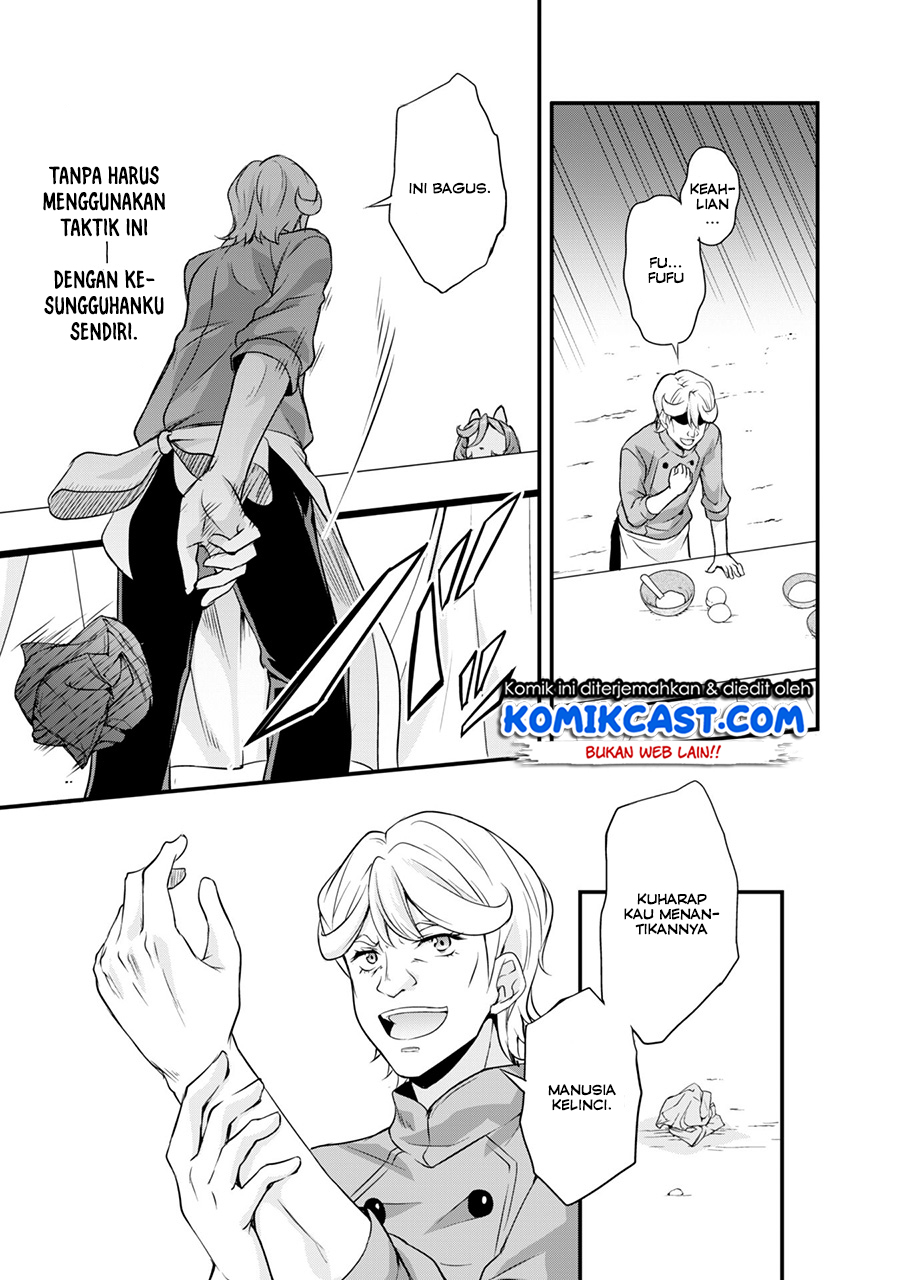 KEAH-
LIAN
...
FU...
FUFU
INI BAGUS.
TANPA HARUS
MENGGUNAKAN
TAKTIK INI
—
DENGAN KE-
SUNGGUHANKU
SENDIRI.
Komik ini diterjemahkan & diedit oleh
KOMIKCAST.COM
BUKAN WEB LAIN!!
KUHARAP
KAU MENAN-
TIKANNYA
MANUSIA
KELINCI.